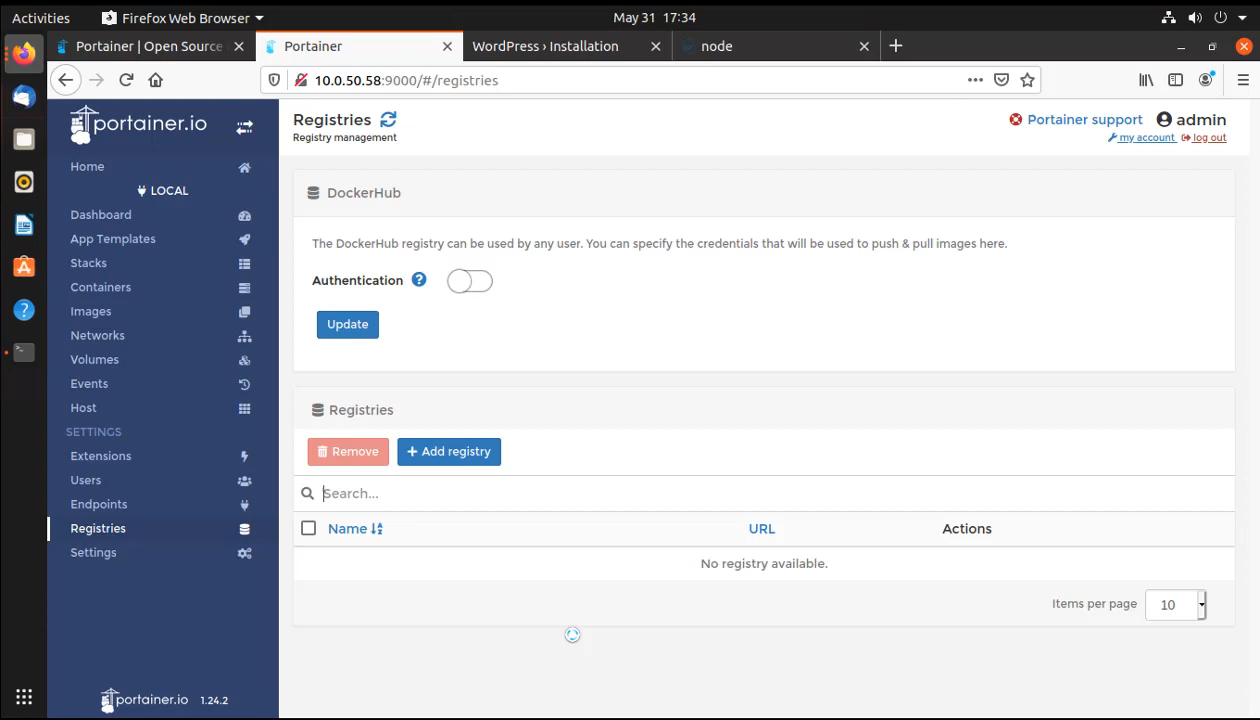 Activities
Firefox Web Browser
May 31 17:34
Portainer | Open Source
Portainer
WordPress › Installation
node
10.0.50.58:9000/#/registries
portainer.io
Home
LOCAL
Dashboard
App Templates
Stacks
Containers
Images
Networks
Volumes
Events
Host
SETTINGS
Extensions
Users
Endpoints
Registries
Settings
portainer.io 1.24.2
Registries
Registry management
Portainer support
admin
my account
log out
DockerHub
The DockerHub registry can be used by any user. You can specify the credentials that will be used to push & pull images here.
Authentication
Update
Registries
Remove
+ Add registry
Search...
Name
URL
Actions
No registry available.
Items per page 10